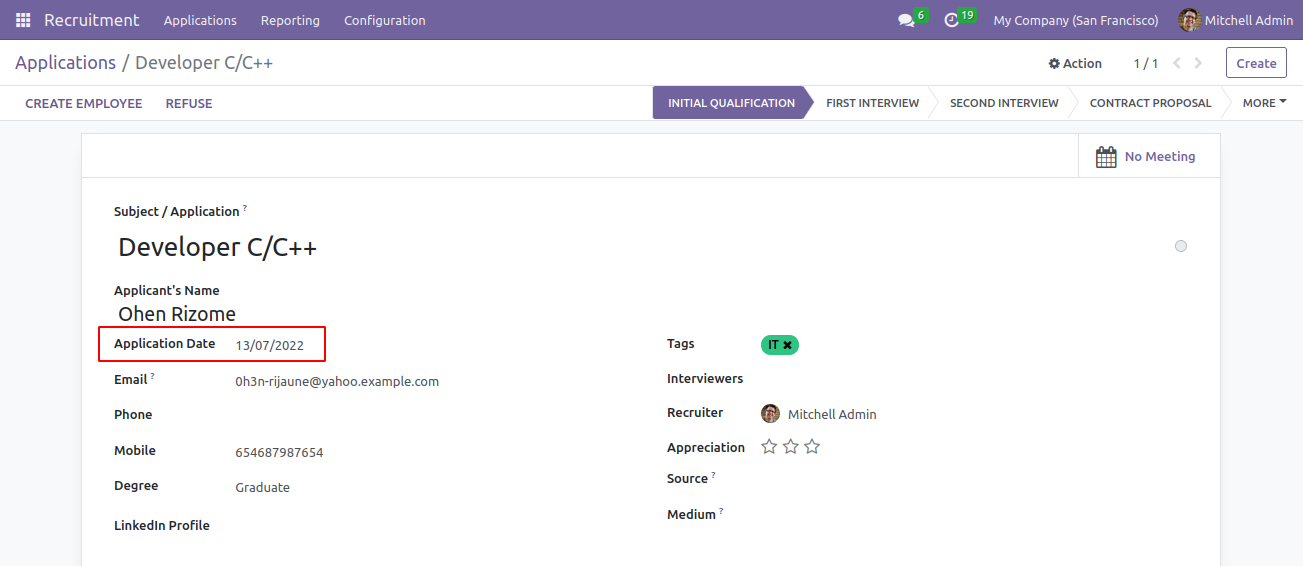 Recruitment Applications Reporting Configuration 6 19 My Company (San Francisco) Mitchell Admin
Applications / Developer C/C++ Action 1 / 1 Create
CREATE EMPLOYEE REFUSE INITIAL QUALIFICATION FIRST INTERVIEW SECOND INTERVIEW CONTRACT PROPOSAL MORE
No Meeting
Subject / Application ?
Developer C/C++
Applicant's Name
Ohen Rizome
Application Date 13/07/2022 Tags IT ×
Email ? 0h3n-rijaune@yahoo.example.com Interviewers
Phone Recruiter Mitchell Admin
Mobile 654687987654 Appreciation
Degree Graduate Source ?
LinkedIn Profile Medium ?